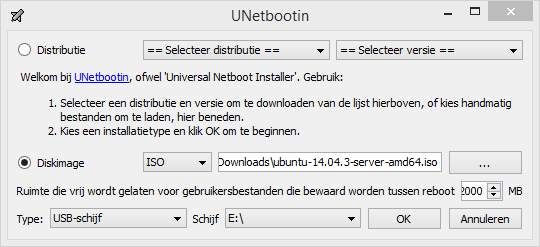 UNetbootin
Distributie == Selecteer distributie == == Selecteer versie ==
Welkom bij UNetbootin, ofwel 'Universal Netboot Installer'. Gebruik:
1. Selecteer een distributie en versie om te downloaden van de lijst hierboven, of kies handmatig
bestanden om te laden, hier beneden.
2. Kies een installatietype en klik OK om te beginnen.
Diskimage ISO Downloads\ubuntu-14.04.3-server-amd64.iso ...
Ruimte die vrij wordt gelaten voor gebruikersbestanden die bewaard worden tussen reboot 2000 MB
Type: USB-schijf Schijf E:\ OK Annuleren